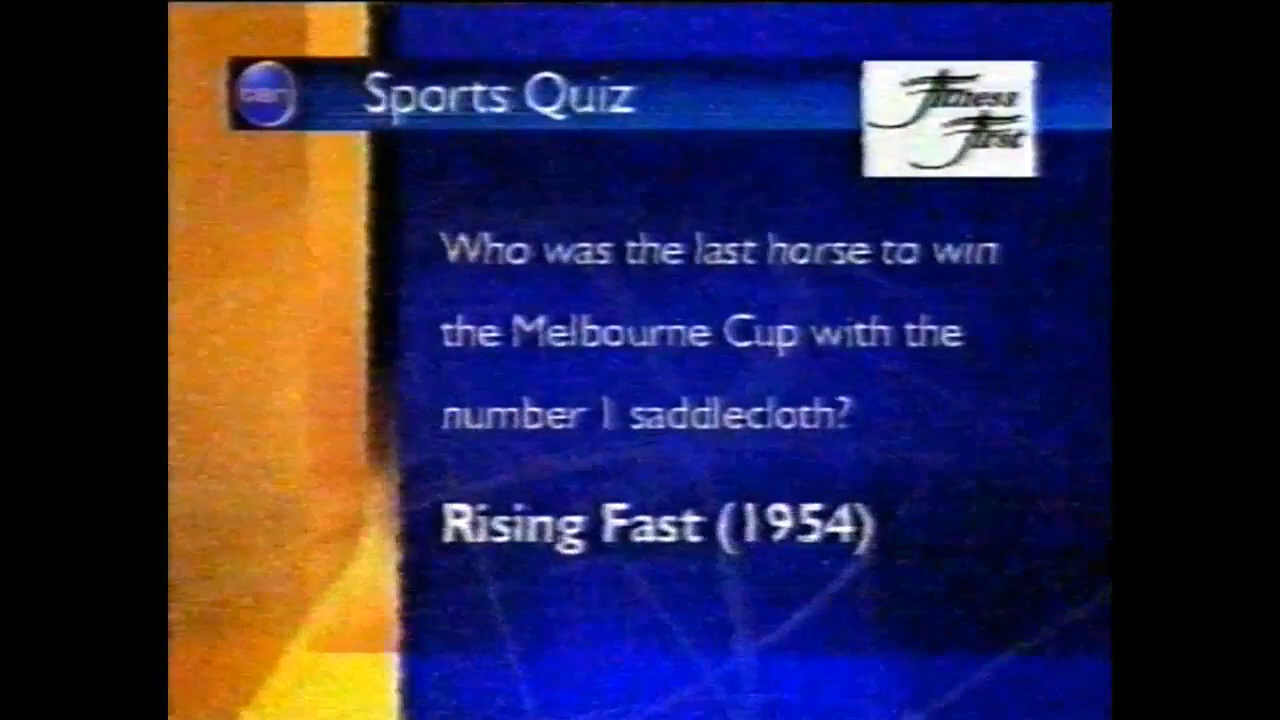 Sports Quiz
Fitness
First
Who was the last horse to win
the Melbourne Cup with the
number 1 saddlecloth?
Rising Fast (1954)